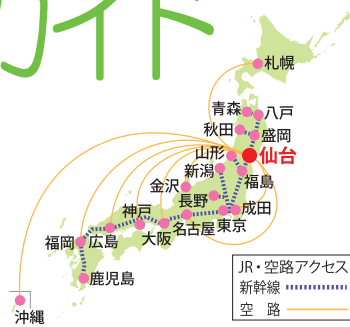 ガイド
札幌
青森
八戸
秋田
盛岡
山形
仙台
新潟
福島
金沢
長野
成田
神戸
東京
名古屋
福岡
広島
大阪
鹿児島
沖縄
JR・空路アクセス
新幹線
空　路